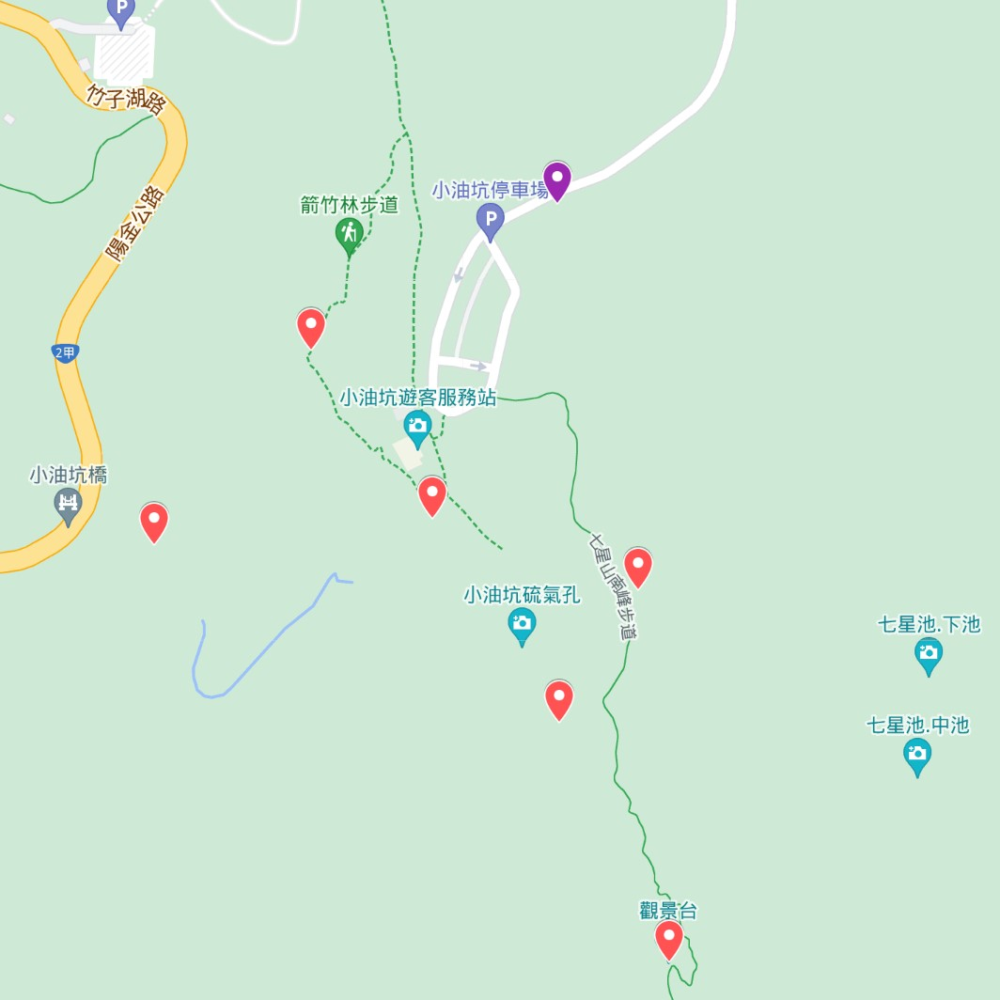 P
竹子湖路
小油坑停車場
P
箭竹林步道
陽金公路
2甲
小油坑遊客服務站
小油坑橋
七星山南峰步道
小油坑硫氣孔
七星池.下池
七星池.中池
觀景台